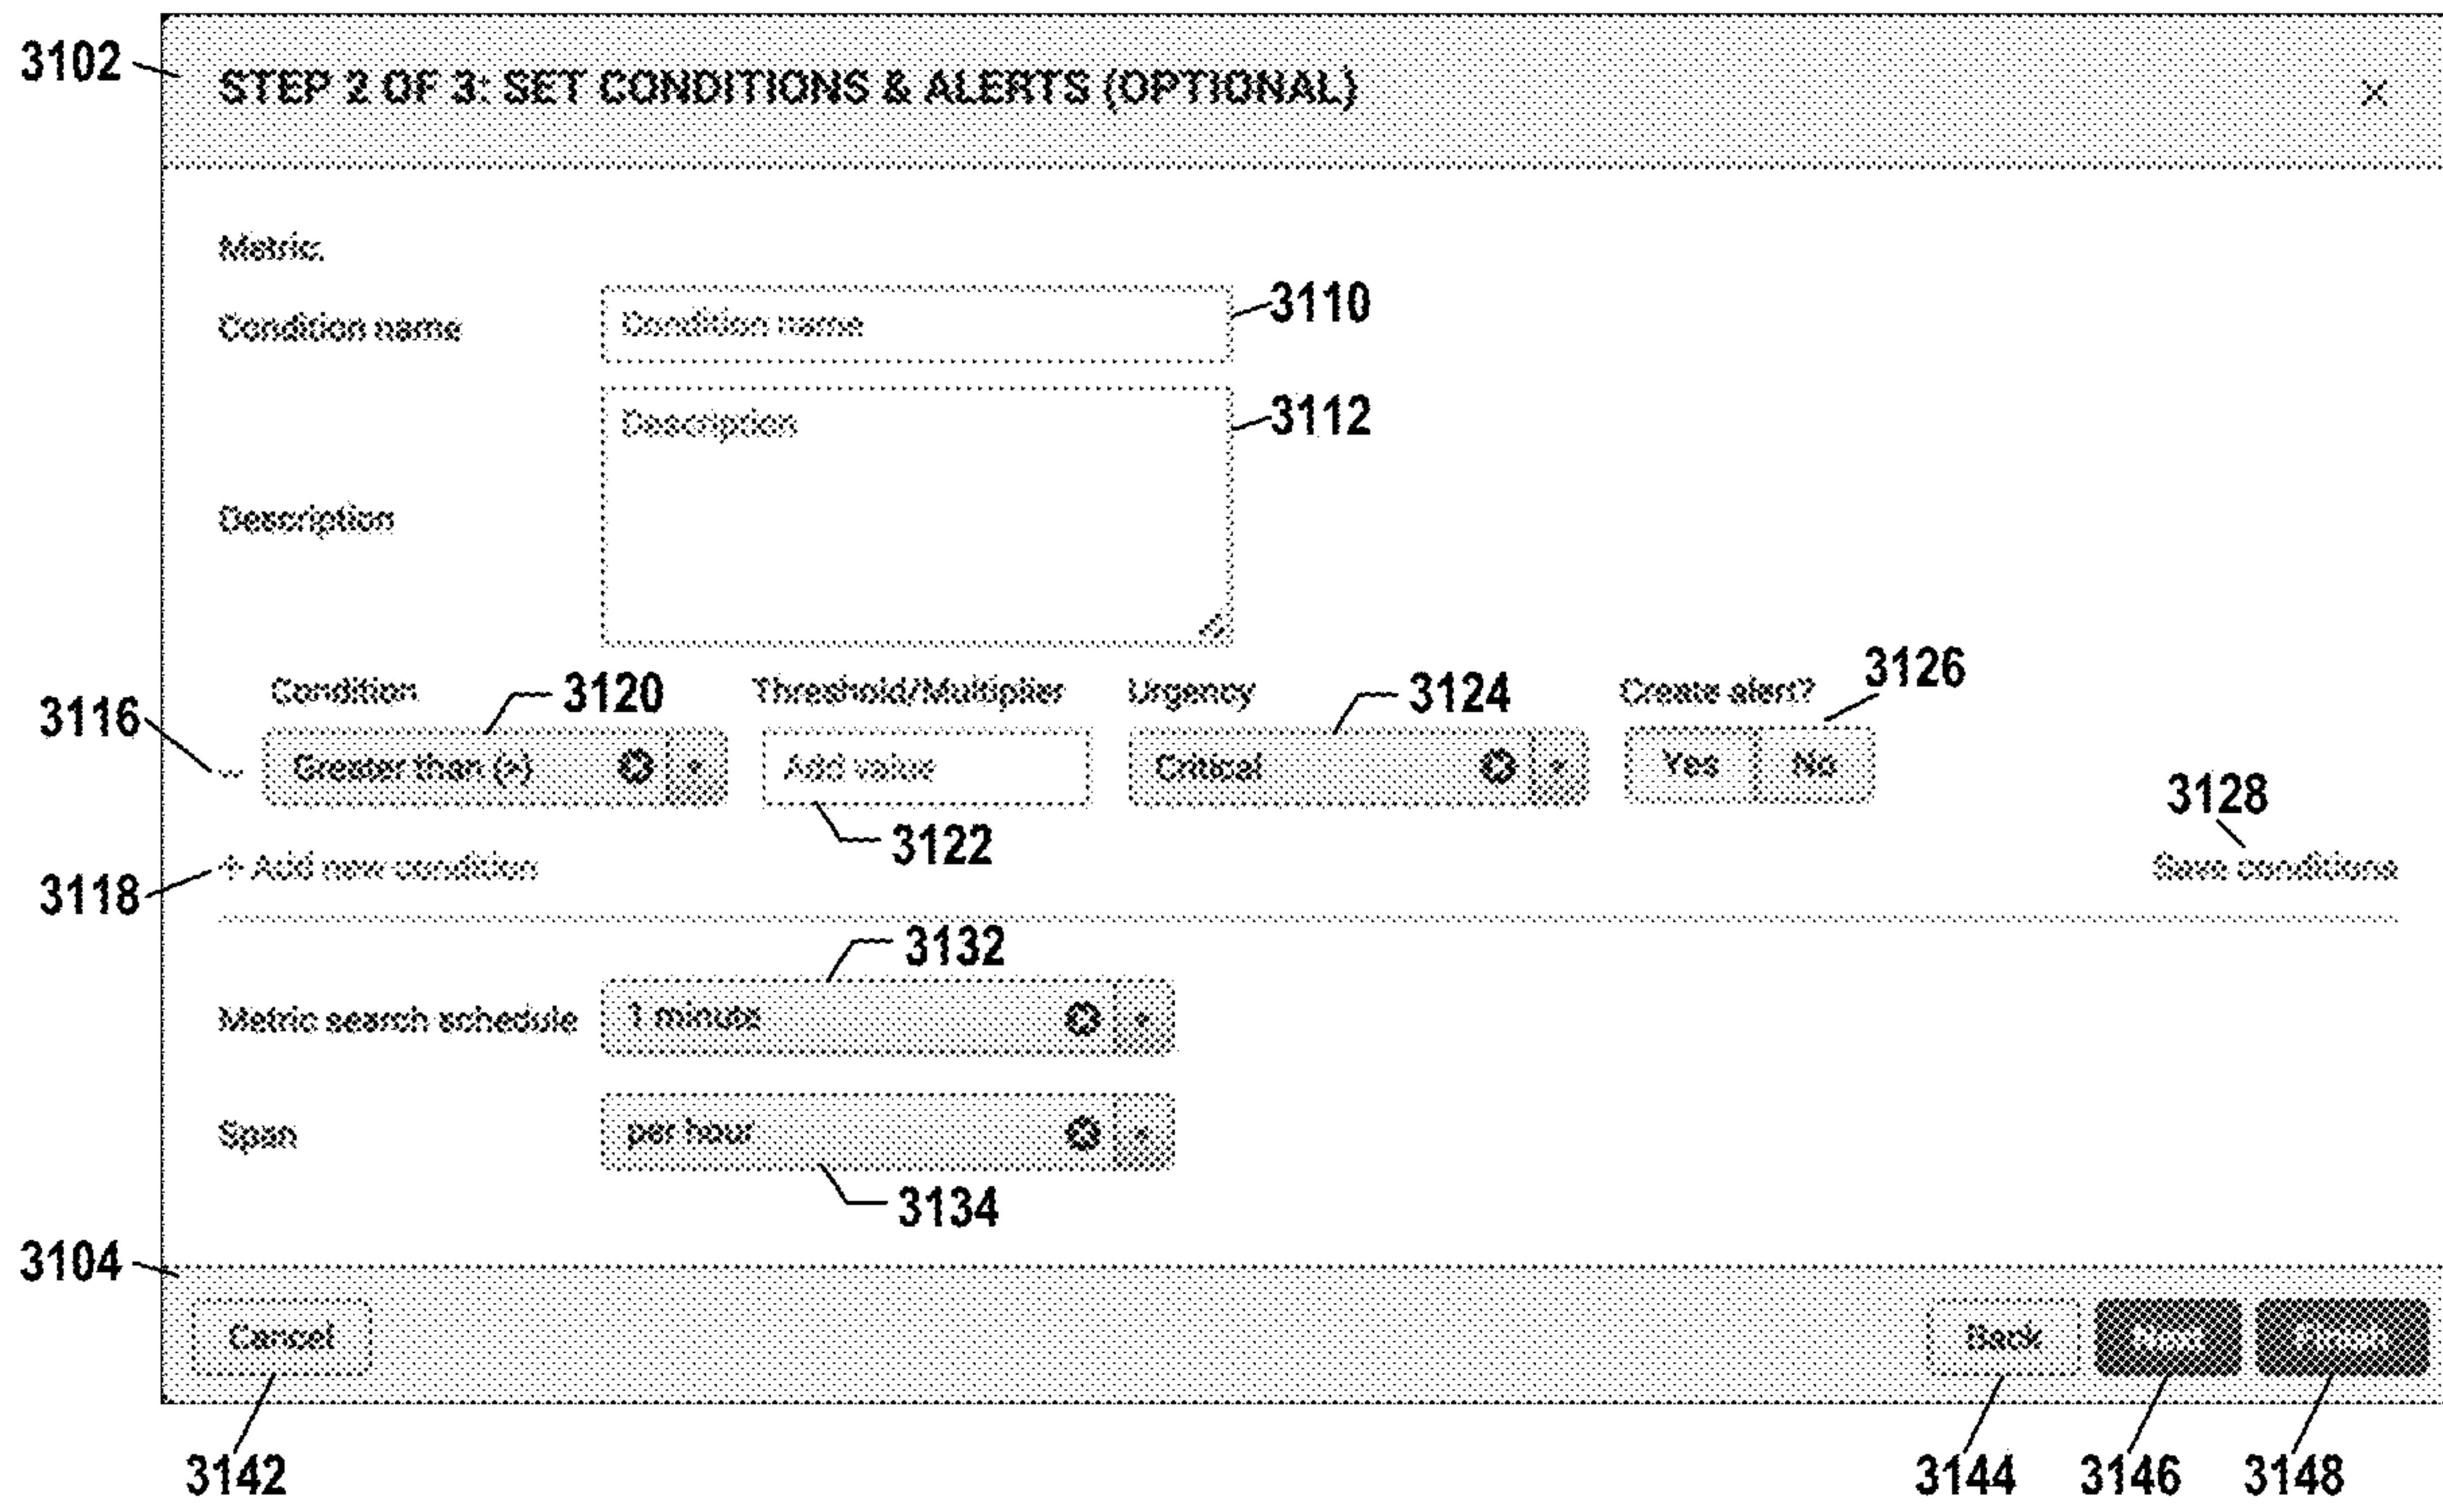 3102
STEP 2 OF 3: SET CONDITIONS & ALERTS (OPTIONAL) ×
Metric.
Condition name Condition name 3110
Description 3112
Description
Condition 3120 Threshold/Multiplier Urgency 3124 Create alert? 3126
3116 Greater than (>) Add value Critical Yes No
3122 3128
3118 + Add new condition Save conditions
3132
Metric search schedule 1 minute
Span per hour
3134
3104
Cancel Back Next Finish
3142 3144 3146 3148